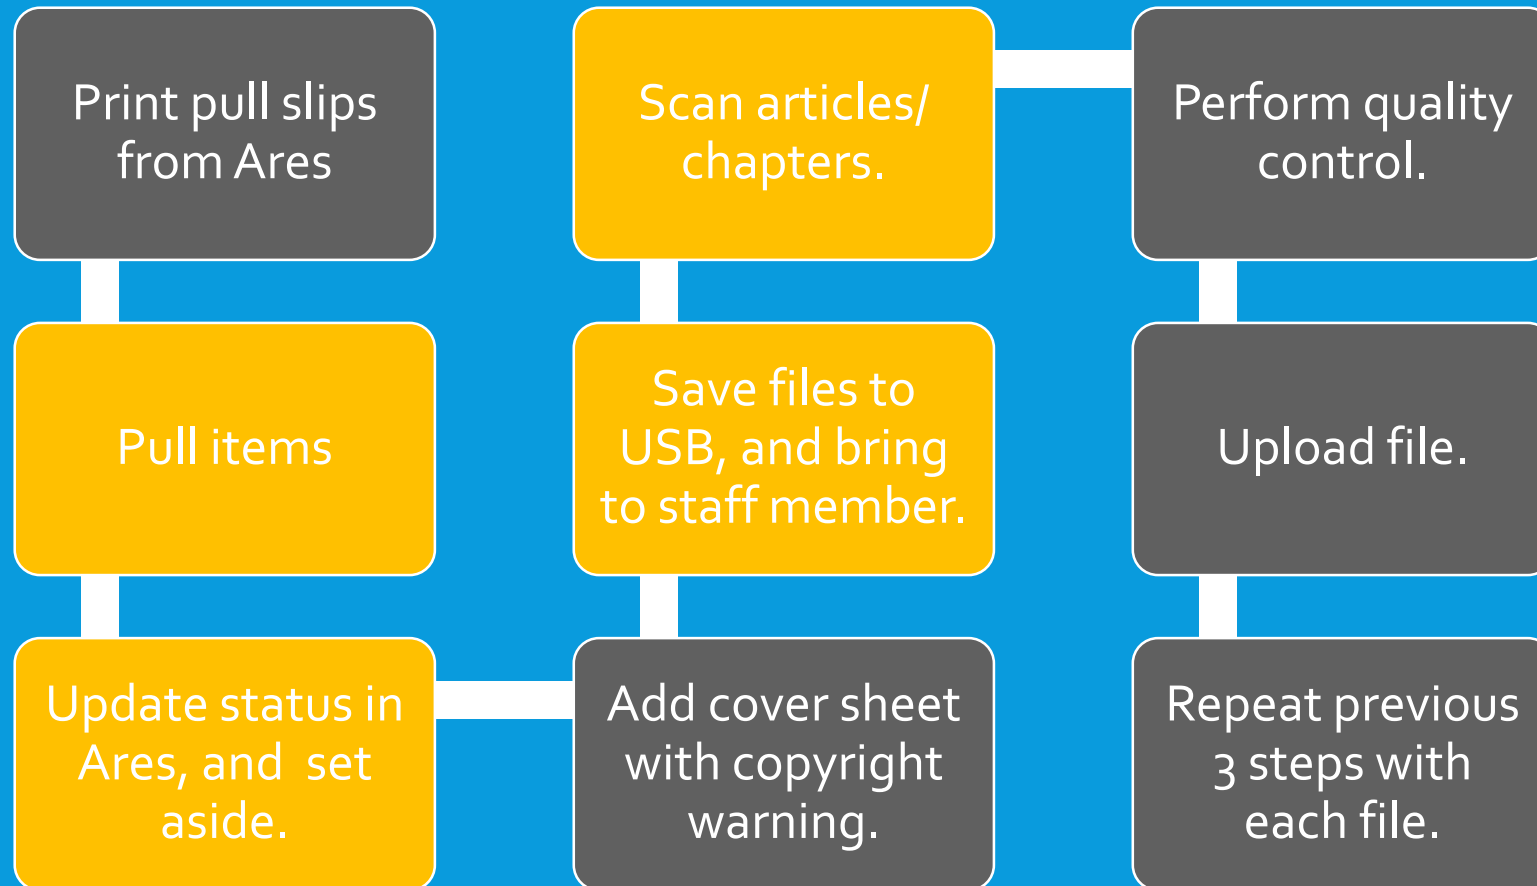 Print pull slips
from Ares
Pull items
Update status in
Ares, and  set
aside.
Add cover sheet
with copyright
warning.
Save files to
USB, and bring
to staff member.
Scan articles/
chapters.
Perform quality
control.
Upload file.
Repeat previous
3 steps with
each file.